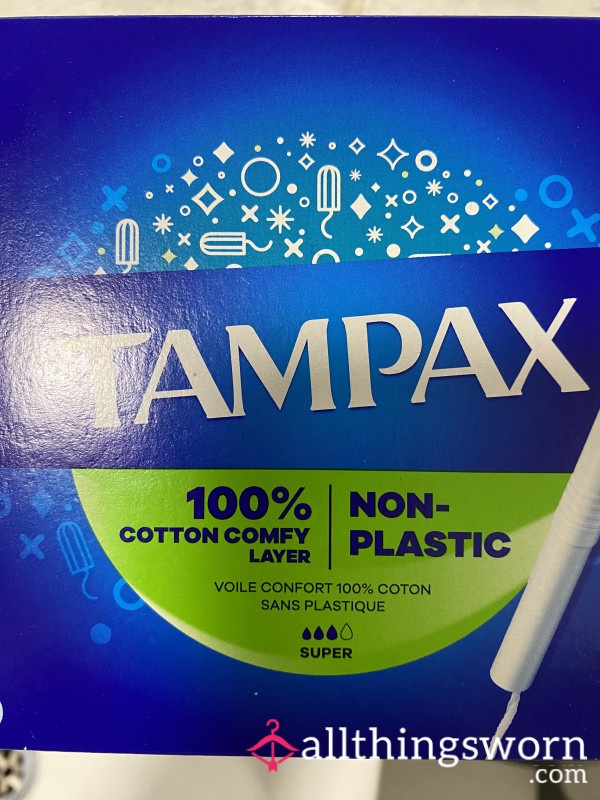 TAMPAX
100%
COTTON COMFY
LAYER
NON-
PLASTIC
VOILE CONFORT 100% COTON
SANS PLASTIQUE
SUPER
allthingsworn
.com